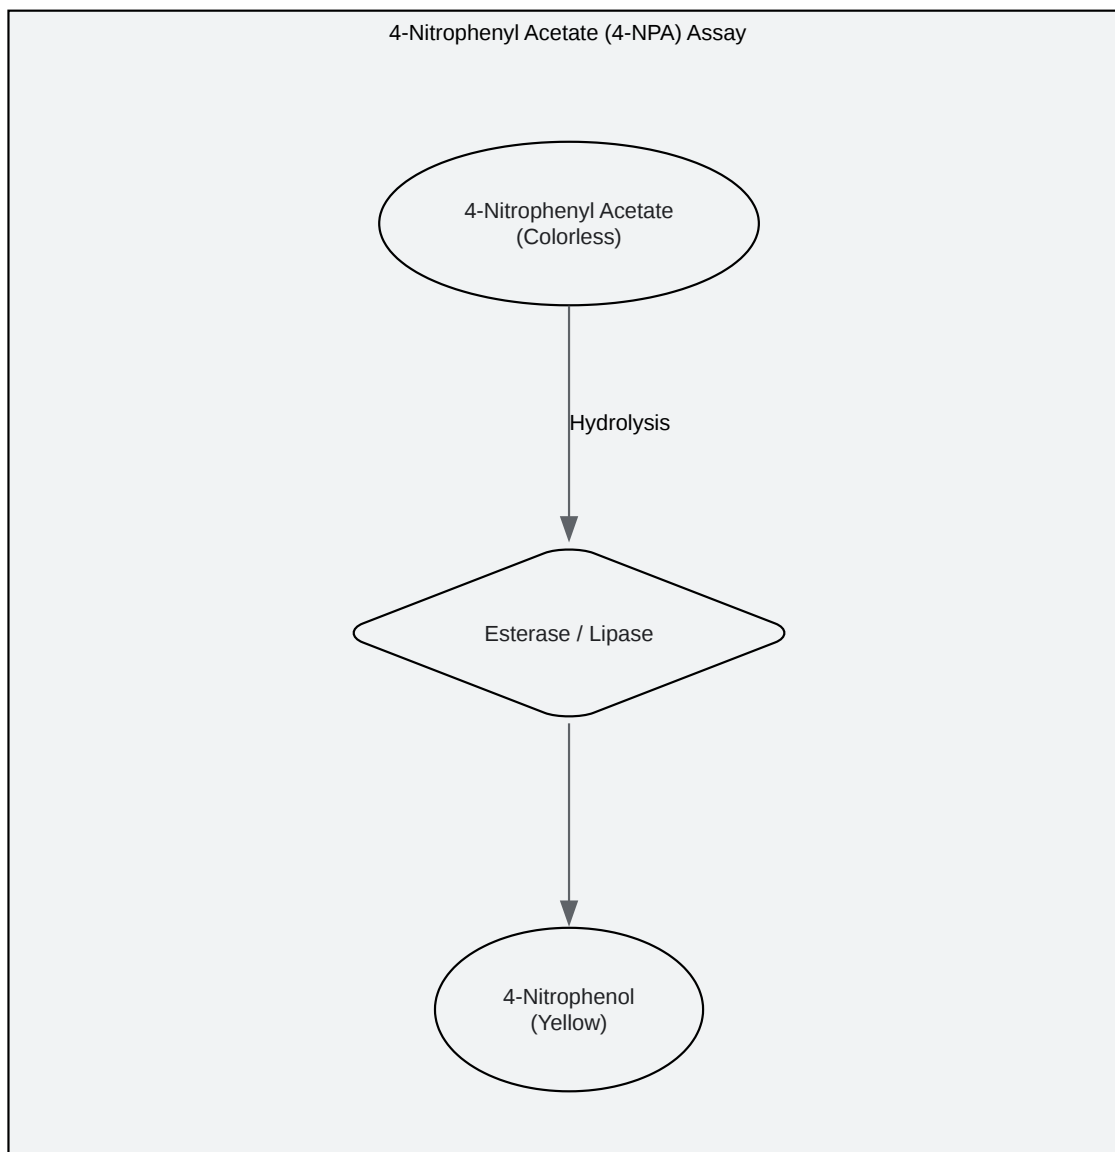 4-Nitrophenyl Acetate (4-NPA) Assay
4-Nitrophenyl Acetate
(Colorless)
Hydrolysis
Esterase / Lipase
4-Nitrophenol
(Yellow)